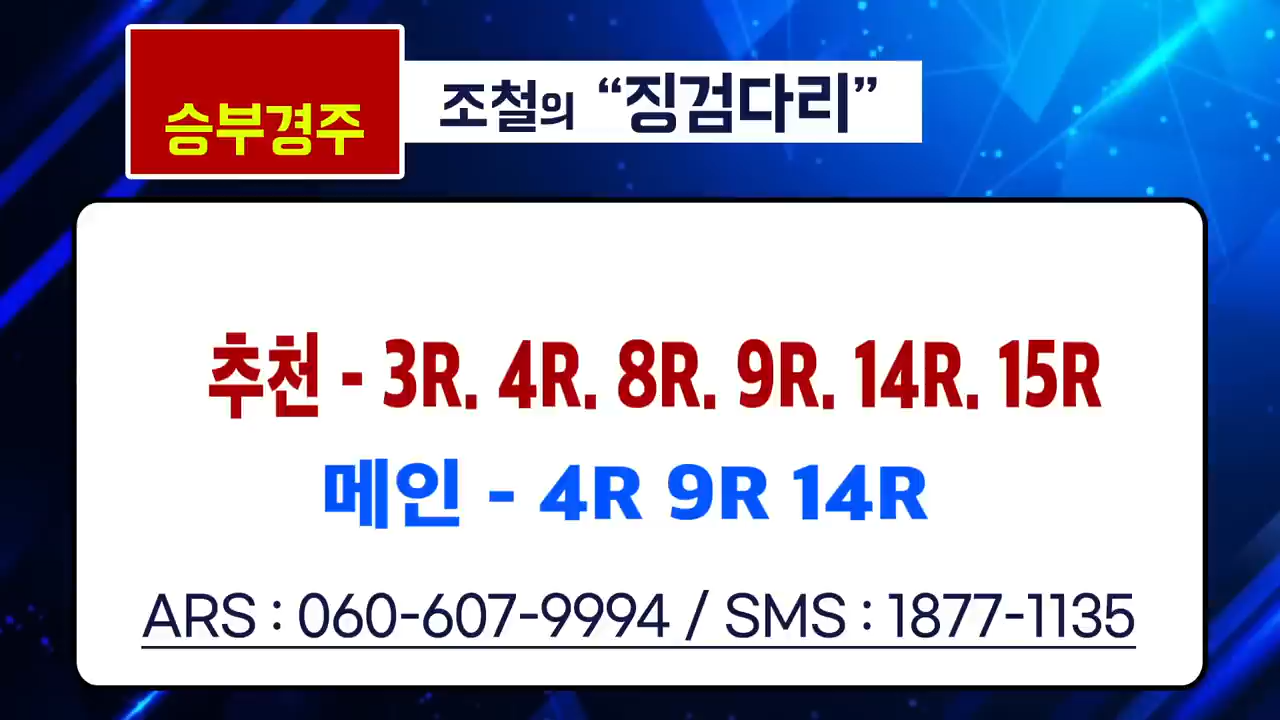 승부경주
조철의 “징검다리”
추천 - 3R. 4R. 8R. 9R. 14R. 15R
메인 - 4R 9R 14R
ARS : 060-607-9994 / SMS : 1877-1135